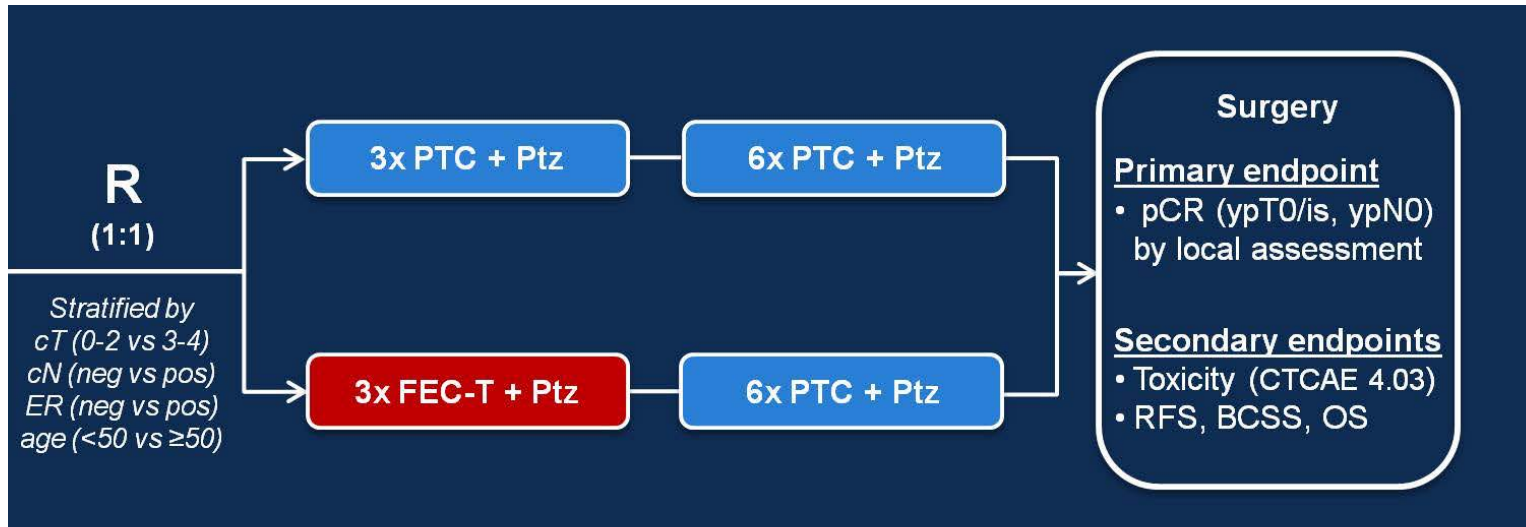 R
(1:1)
Stratified by
cT (0-2 vs 3-4)
cN (neg vs pos)
ER (neg vs pos)
age (<50 vs ≥50)
3x PTC + Ptz
6x PTC + Ptz
3x FEC-T + Ptz
6x PTC + Ptz
Surgery
Primary endpoint
• pCR (ypT0/is, ypN0)
by local assessment
Secondary endpoints
• Toxicity (CTCAE 4.03)
• RFS, BCSS, OS